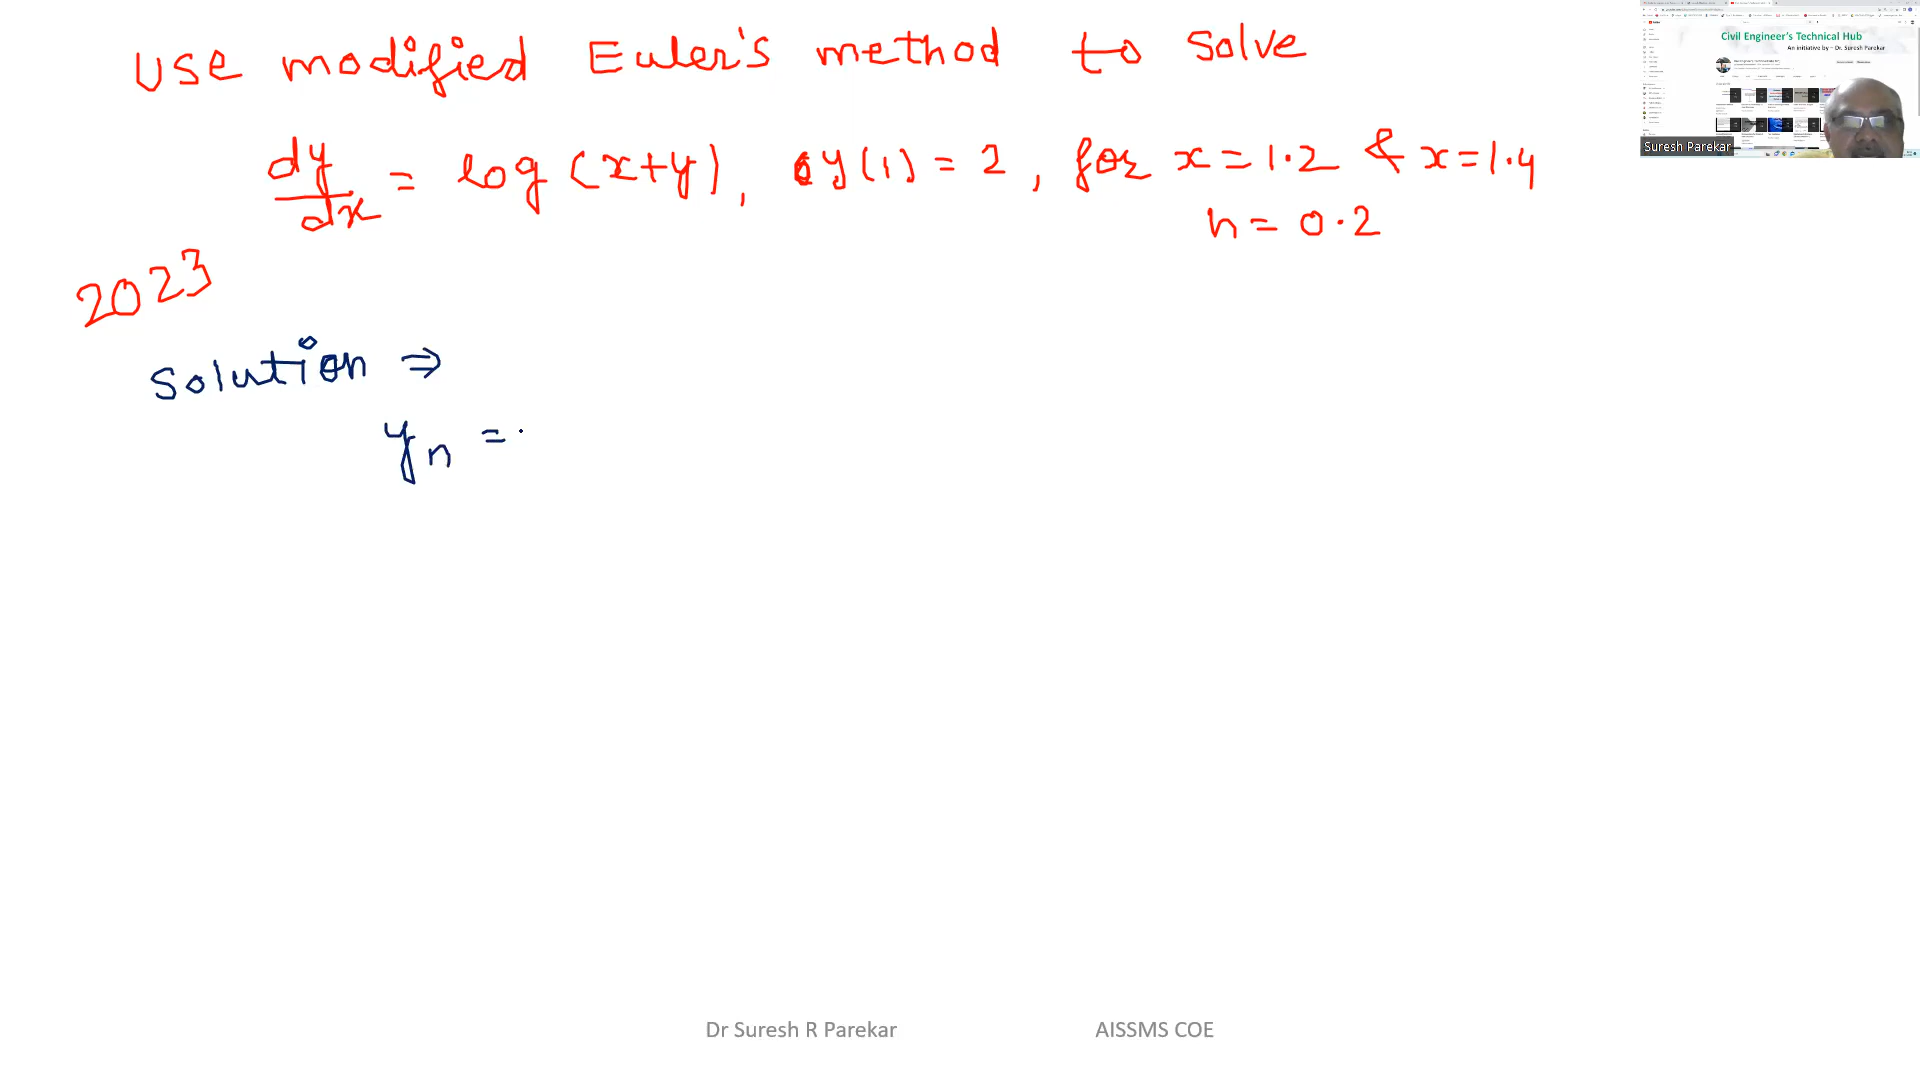 Civil Engineer's Technical Hub
An initiative by – Dr. Suresh Parekar
Suresh Parekar
Use modified Euler's method to solve
dy/dx = log (x+y), y(1) = 2, for x = 1.2 & x = 1.4
h = 0.2
2023
Solution ⇒
yn =
Dr Suresh R Parekar AISSMS COE